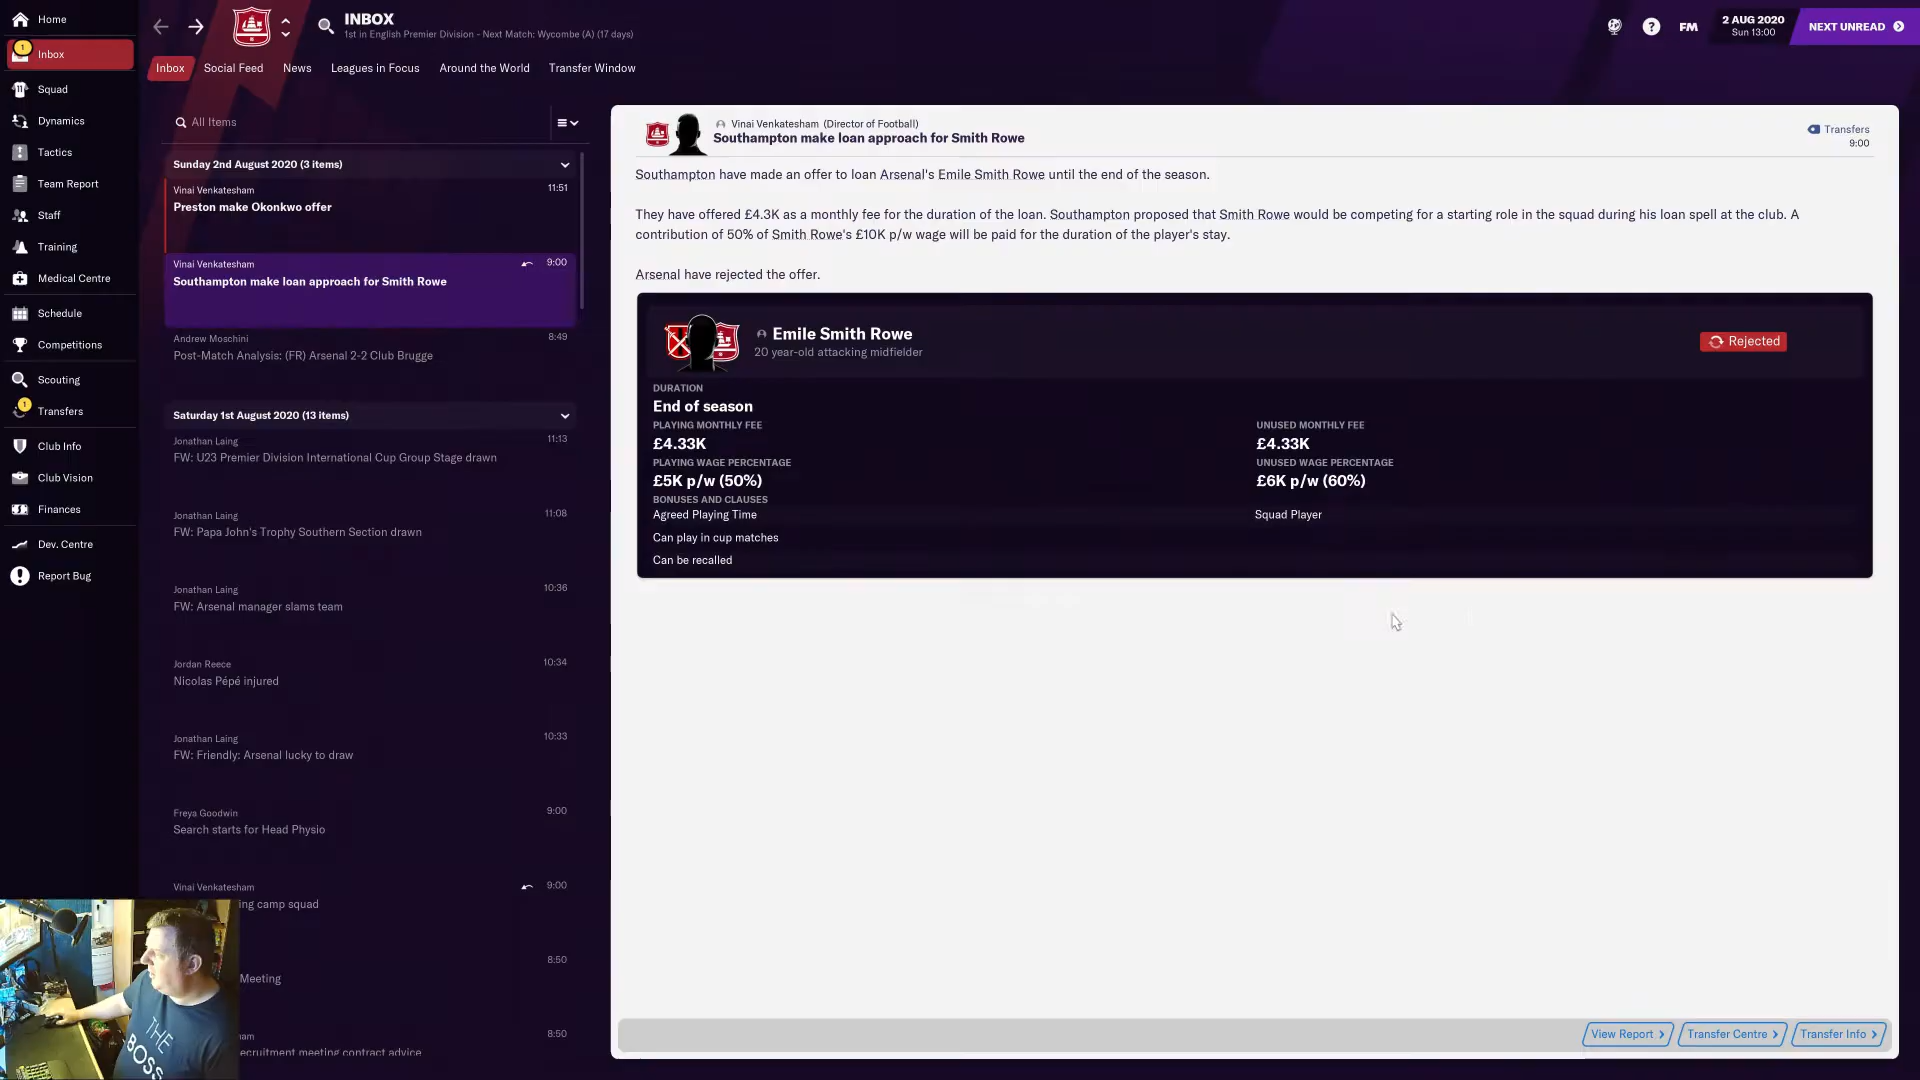 Home
1
Inbox
Squad
Dynamics
Tactics
Team Report
Staff
Training
Medical Centre
Schedule
Competitions
Scouting
1
Transfers
Club Info
Club Vision
Finances
Dev. Centre
Report Bug
INBOX
1st in English Premier Division - Next Match: Wycombe (A) (17 days)
FM
2 AUG 2020
Sun 13:00
NEXT UNREAD
Inbox
Social Feed
News
Leagues in Focus
Around the World
Transfer Window
All Items
Sunday 2nd August 2020 (3 items)
Vinai Venkatesham 11:51
Preston make Okonkwo offer
Vinai Venkatesham 9:00
Southampton make loan approach for Smith Rowe
Andrew Moschini 8:49
Post-Match Analysis: (FR) Arsenal 2-2 Club Brugge
Saturday 1st August 2020 (13 items)
Jonathan Laing 11:13
FW: U23 Premier Division International Cup Group Stage drawn
Jonathan Laing 11:08
FW: Papa John's Trophy Southern Section drawn
Jonathan Laing 10:36
FW: Arsenal manager slams team
Jordan Reece 10:34
Nicolas Pépé injured
Jonathan Laing 10:33
FW: Friendly: Arsenal lucky to draw
Freya Goodwin 9:00
Search starts for Head Physio
Vinai Venkatesham 9:00
ing camp squad
8:50
Meeting
am 8:50
ecruitment meeting contract advice
THE
BOSS
Vinai Venkatesham (Director of Football)
Southampton make loan approach for Smith Rowe
Transfers
9:00
Southampton have made an offer to loan Arsenal's Emile Smith Rowe until the end of the season.
They have offered £4.3K as a monthly fee for the duration of the loan. Southampton proposed that Smith Rowe would be competing for a starting role in the squad during his loan spell at the club. A
contribution of 50% of Smith Rowe's £10K p/w wage will be paid for the duration of the player's stay.
Arsenal have rejected the offer.
Emile Smith Rowe
20 year-old attacking midfielder
Rejected
DURATION
End of season
PLAYING MONTHLY FEE UNUSED MONTHLY FEE
£4.33K £4.33K
PLAYING WAGE PERCENTAGE UNUSED WAGE PERCENTAGE
£5K p/w (50%) £6K p/w (60%)
BONUSES AND CLAUSES
Agreed Playing Time Squad Player
Can play in cup matches
Can be recalled
View Report
Transfer Centre
Transfer Info